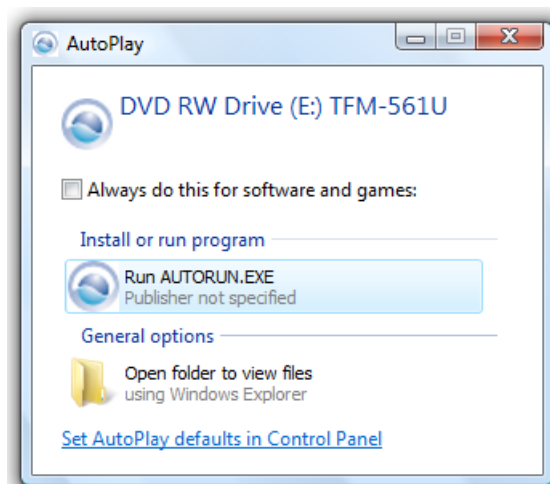 AutoPlay
DVD RW Drive (E:) TFM-561U
Always do this for software and games:
Install or run program
Run AUTORUN.EXE
Publisher not specified
General options
Open folder to view files
using Windows Explorer
Set AutoPlay defaults in Control Panel